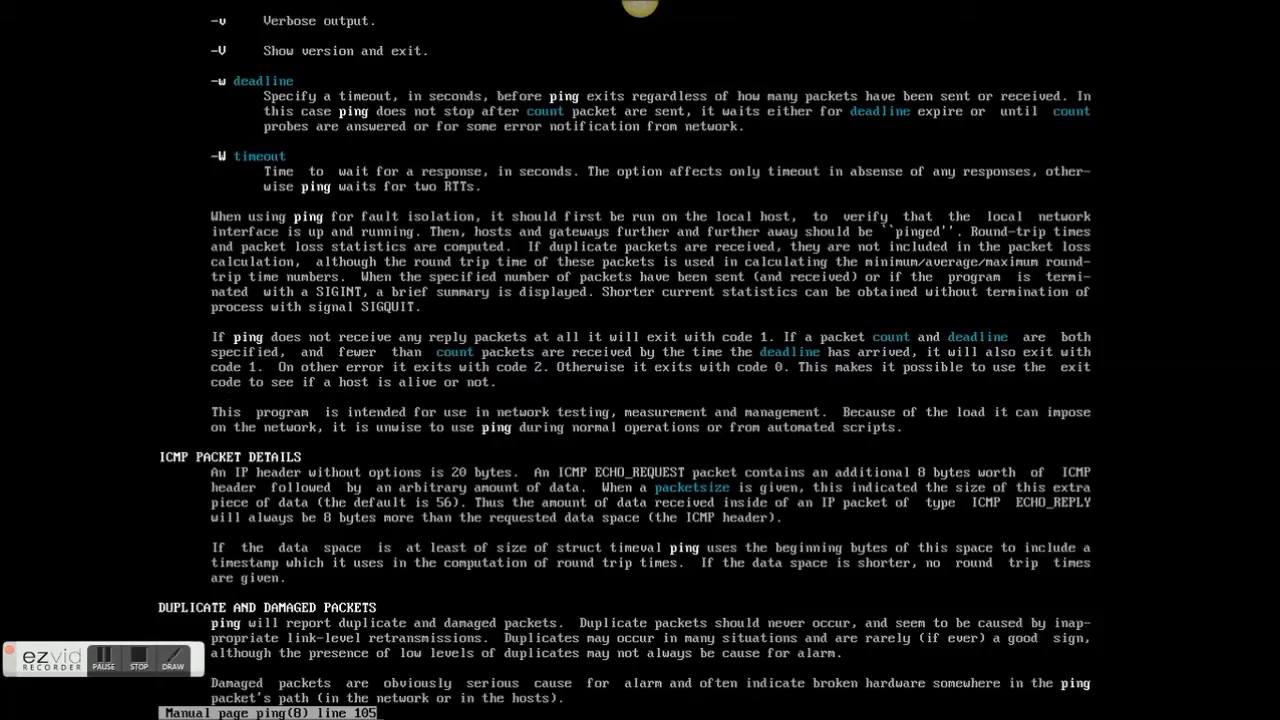 -v Verbose output.
-V Show version and exit.
-w deadline
Specify a timeout, in seconds, before ping exits regardless of how many packets have been sent or received. In
this case ping does not stop after count packet are sent, it waits either for deadline expire or until count
probes are answered or for some error notification from network.
-W timeout
Time to wait for a response, in seconds. The option affects only timeout in absense of any responses, other-
wise ping waits for two RTTs.
When using ping for fault isolation, it should first be run on the local host, to verify that the local network
interface is up and running. Then, hosts and gateways further and further away should be ``pinged''. Round-trip times
and packet loss statistics are computed. If duplicate packets are received, they are not included in the packet loss
calculation, although the round trip time of these packets is used in calculating the minimum/average/maximum round-
trip time numbers. When the specified number of packets have been sent (and received) or if the program is termi-
nated with a SIGINT, a brief summary is displayed. Shorter current statistics can be obtained without termination of
process with signal SIGQUIT.
If ping does not receive any reply packets at all it will exit with code 1. If a packet count and deadline are both
specified, and fewer than count packets are received by the time the deadline has arrived, it will also exit with
code 1. On other error it exits with code 2. Otherwise it exits with code 0. This makes it possible to use the exit
code to see if a host is alive or not.
This program is intended for use in network testing, measurement and management. Because of the load it can impose
on the network, it is unwise to use ping during normal operations or from automated scripts.
ICMP PACKET DETAILS
An IP header without options is 20 bytes. An ICMP ECHO_REQUEST packet contains an additional 8 bytes worth of ICMP
header followed by an arbitrary amount of data. When a packetsize is given, this indicated the size of this extra
piece of data (the default is 56). Thus the amount of data received inside of an IP packet of type ICMP ECHO_REPLY
will always be 8 bytes more than the requested data space (the ICMP header).
If the data space is at least of size of struct timeval ping uses the beginning bytes of this space to include a
timestamp which it uses in the computation of round trip times. If the data space is shorter, no round trip times
are given.
DUPLICATE AND DAMAGED PACKETS
ping will report duplicate and damaged packets. Duplicate packets should never occur, and seem to be caused by inap-
propriate link-level retransmissions. Duplicates may occur in many situations and are rarely (if ever) a good sign,
although the presence of low levels of duplicates may not always be cause for alarm.
Damaged packets are obviously serious cause for alarm and often indicate broken hardware somewhere in the ping
packet's path (in the network or in the hosts).
Manual page ping(8) line 105
ezvid
RECORDER
PAUSE STOP DRAW